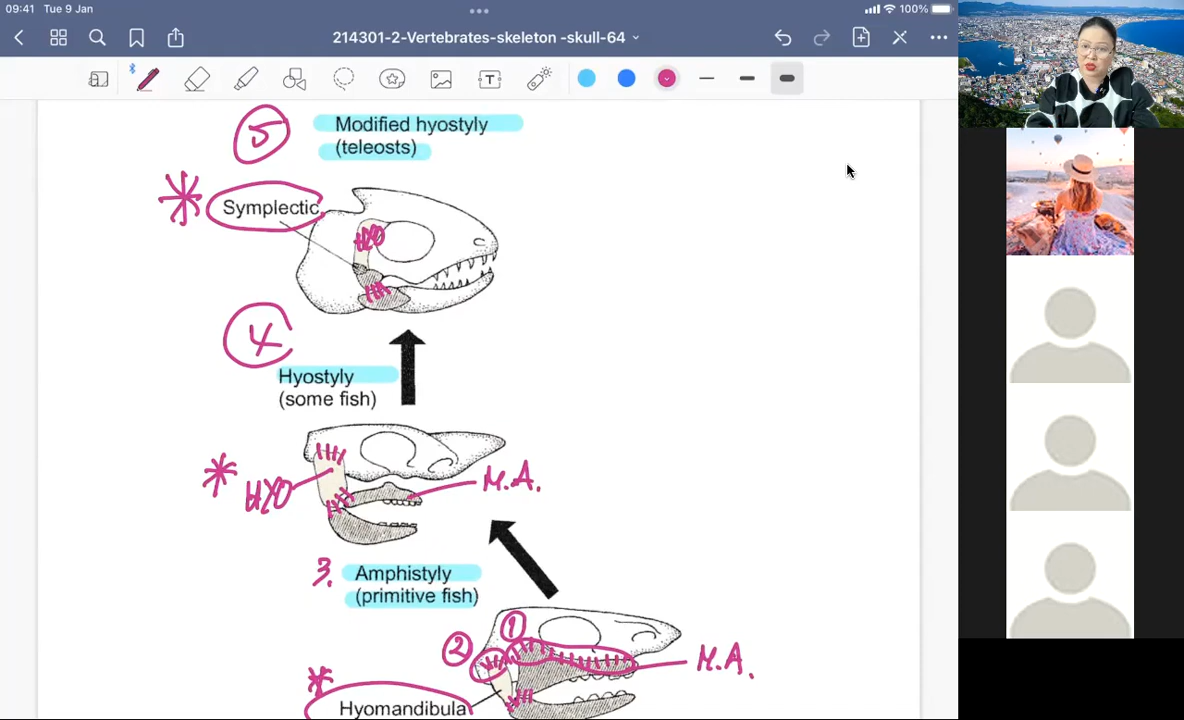 09:41 Tue 9 Jan
100%
214301-2-Vertebrates-skeleton -skull-64
5
Modified hyostyly
(teleosts)
Symplectic
HYO
4
Hyostyly
(some fish)
HYO
M.A.
3.
Amphistyly
(primitive fish)
1
2
M.A.
Hyomandibula